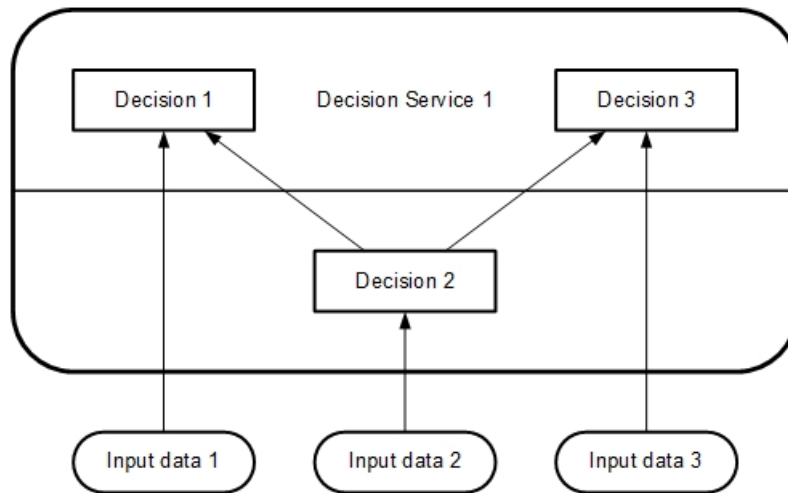 Decision 1
Decision Service 1
Decision 3
Decision 2
Input data 1
Input data 2
Input data 3